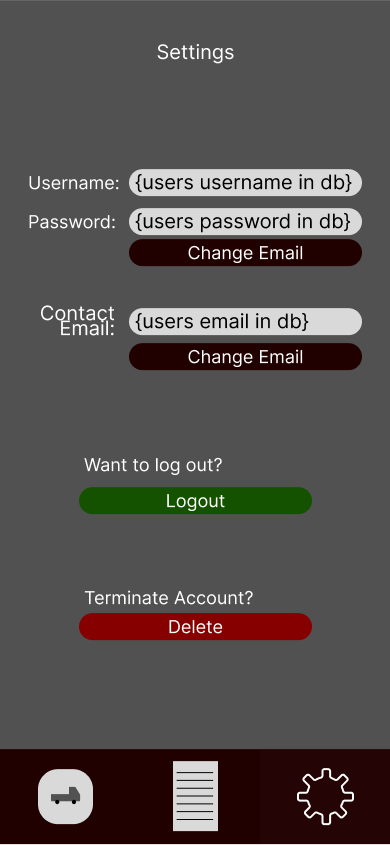 Settings
Username: {users username in db}
Password: {users password in db}
Change Email
Contact
Email: {users email in db}
Change Email
Want to log out?
Logout
Terminate Account?
Delete